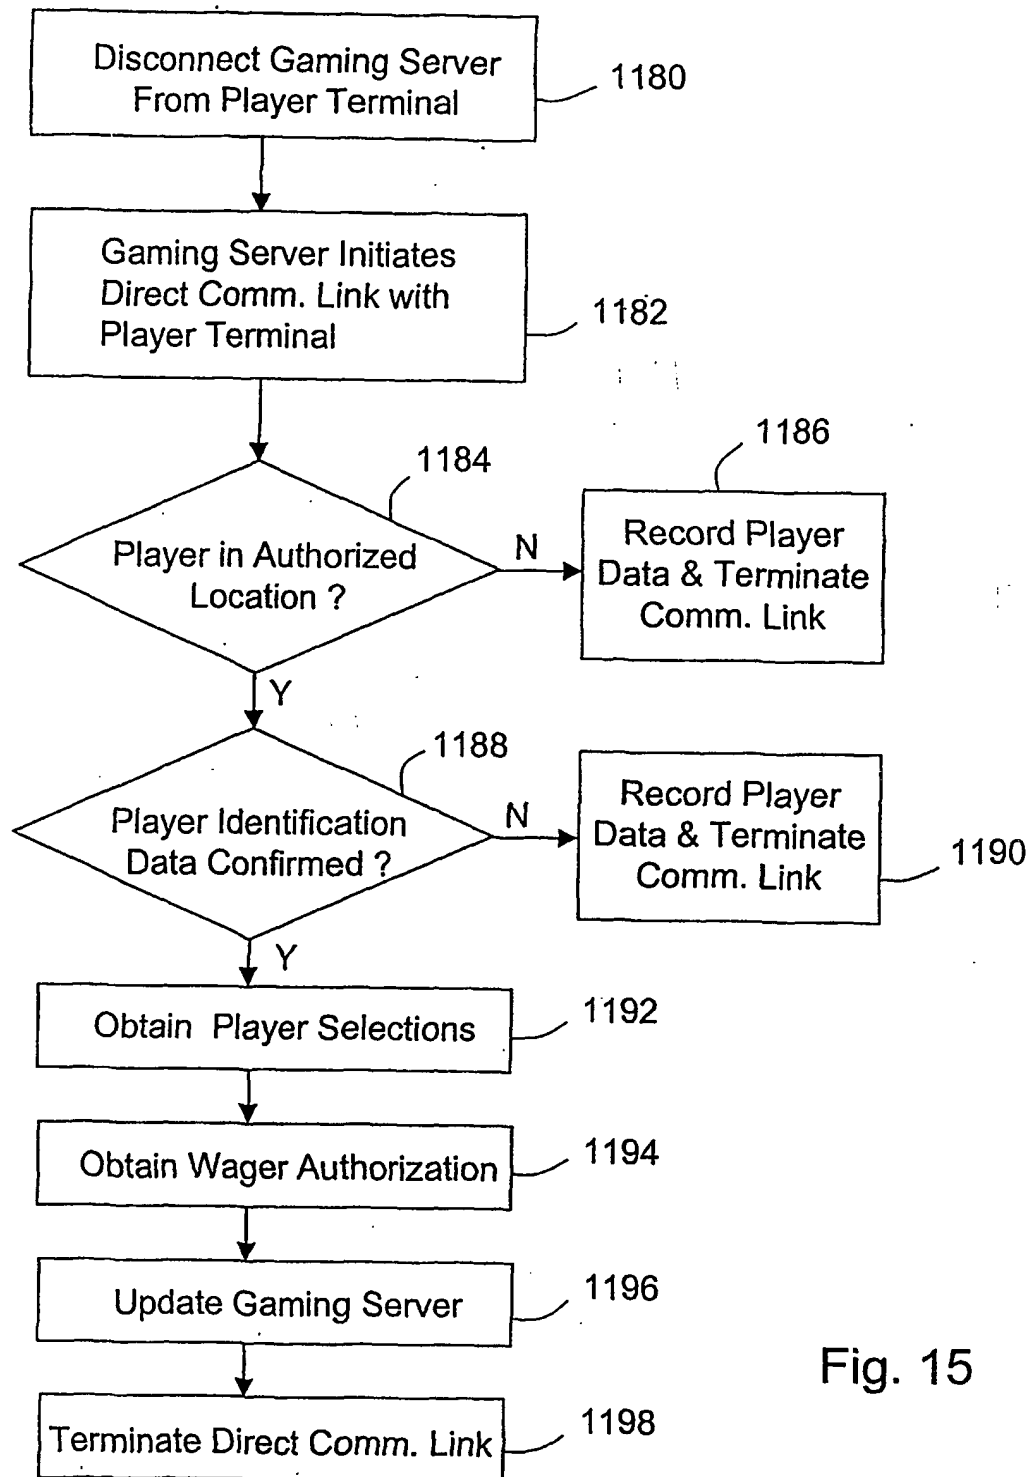 Disconnect Gaming Server
From Player Terminal
1180
Gaming Server Initiates
Direct Comm. Link with
Player Terminal
1182
1184
Player in Authorized
Location ?
N
1186
Record Player
Data & Terminate
Comm. Link
Y
1188
Player Identification
Data Confirmed ?
N
Record Player
Data & Terminate
Comm. Link
1190
Y
Obtain Player Selections
1192
Obtain Wager Authorization
1194
Update Gaming Server
1196
Terminate Direct Comm. Link
1198
Fig. 15